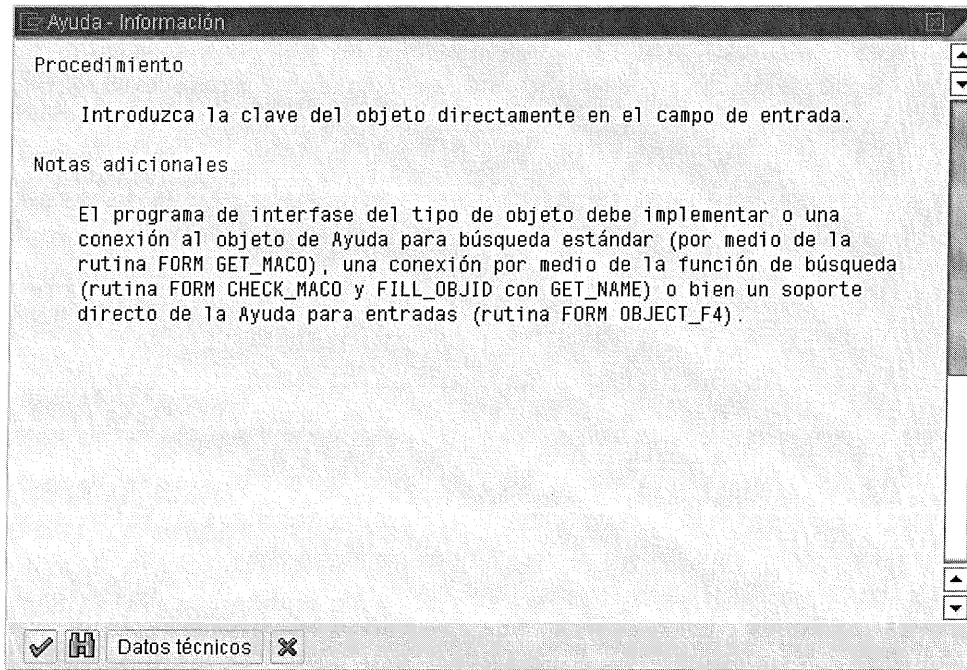 Ayuda - Información
Procedimiento
Introduzca la clave del objeto directamente en el campo de entrada.
Notas adicionales
El programa de interfase del tipo de objeto debe implementar o una
conexión al objeto de Ayuda para búsqueda estándar (por medio de la
rutina FORM GET_MACO), una conexión por medio de la función de búsqueda
(rutina FORM CHECK_MACO y FILL_OBJID con GET_NAME) o bien un soporte
directo de la Ayuda para entradas (rutina FORM OBJECT_F4).
Datos técnicos